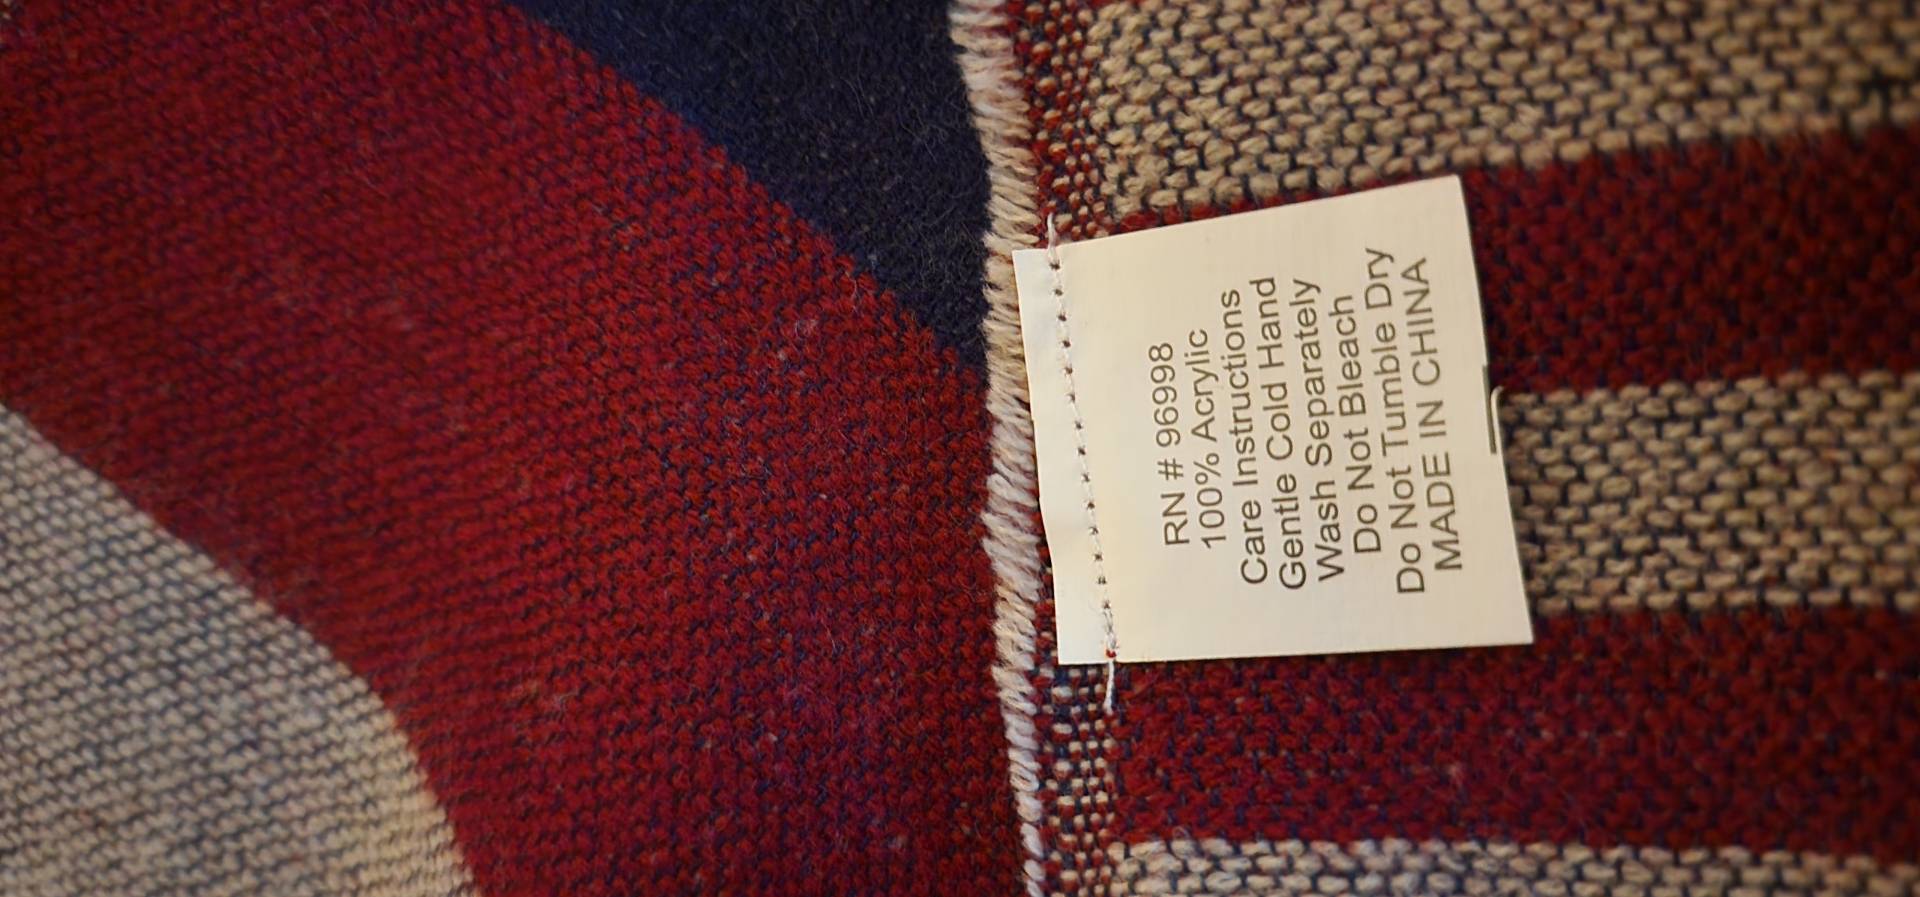 RN # 96998
100% Acrylic
Care Instructions
Gentle Cold Hand
Wash Separately
Do Not Bleach
Do Not Tumble Dry
MADE IN CHINA